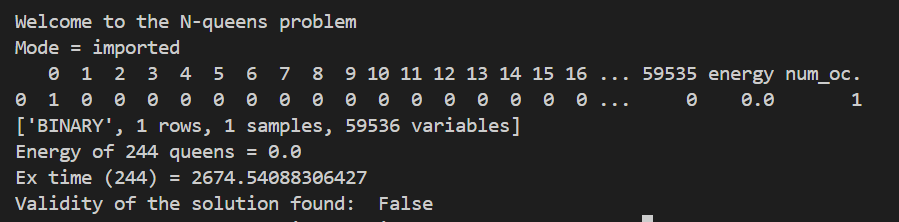 Welcome to the N-queens problem
Mode = imported
0 1 2 3 4 5 6 7 8 9 10 11 12 13 14 15 16 ... 59535 energy num_oc.
0 1 0 0 0 0 0 0 0 0 0 0 0 0 0 0 0 0 ... 0 0.0 1
['BINARY', 1 rows, 1 samples, 59536 variables]
Energy of 244 queens = 0.0
Ex time (244) = 2674.54088306427
Validity of the solution found:  False